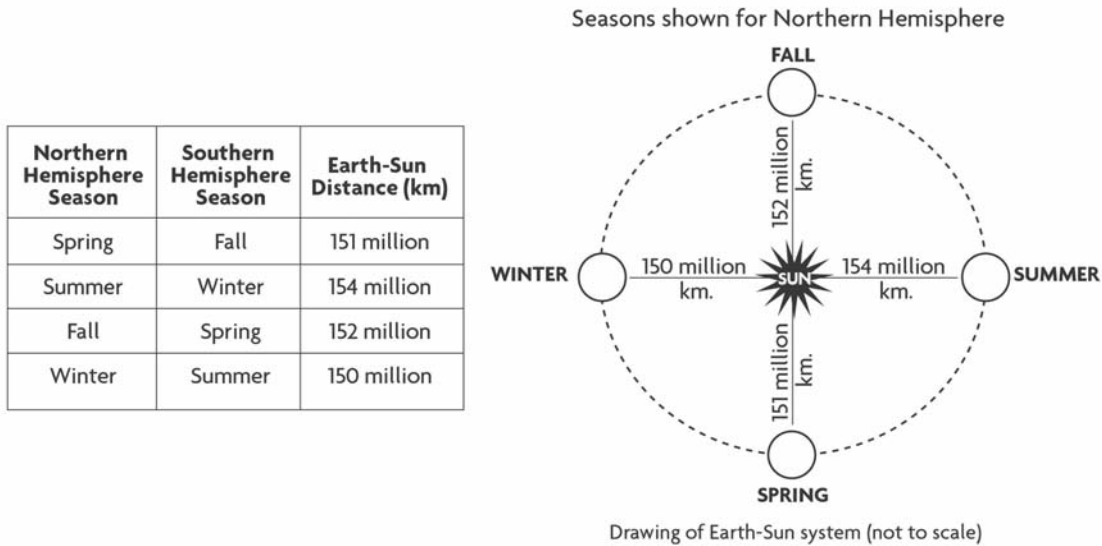 Seasons shown for Northern Hemisphere
FALL
Northern
Hemisphere
Season
Southern
Hemisphere
Season
Earth-Sun
Distance (km)
Spring Fall 151 million
Summer Winter 154 million
Fall Spring 152 million
Winter Summer 150 million
152 million
km.
WINTER
150 million
km.
SUN
154 million
km.
SUMMER
151 million
km.
SPRING
Drawing of Earth-Sun system (not to scale)